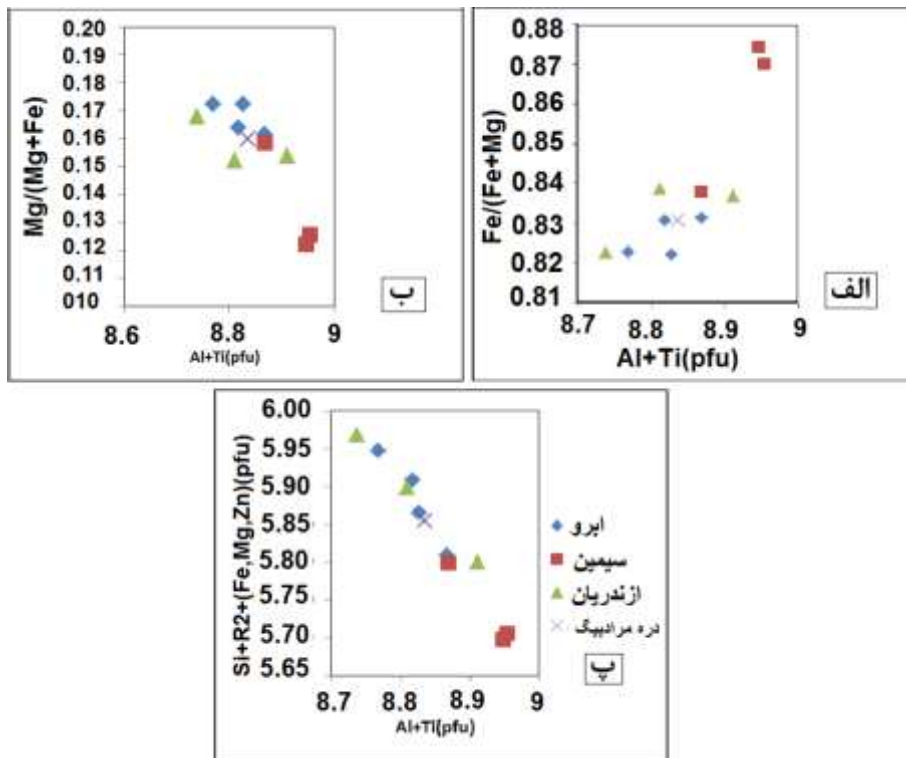 0.20
0.19
0.18
0.17
0.16
0.15
0.14
0.13
0.12
0.11
010
Mg/(Mg+Fe)
ب
8.6 8.8 9
Al+Ti(pfu)
0.88
0.87
0.86
0.85
0.84
0.83
0.82
0.81
Fe/(Fe+Mg)
الف
8.7 8.8 8.9 9
Al+Ti(pfu)
6.00
5.95
5.90
5.85
5.80
5.75
5.70
5.65
Si+R2+(Fe,Mg,Zn)(pfu)
ابرو
سیمین
ازندریان
دره مرادبیگ
پ
8.7 8.8 8.9 9
Al+Ti(pfu)